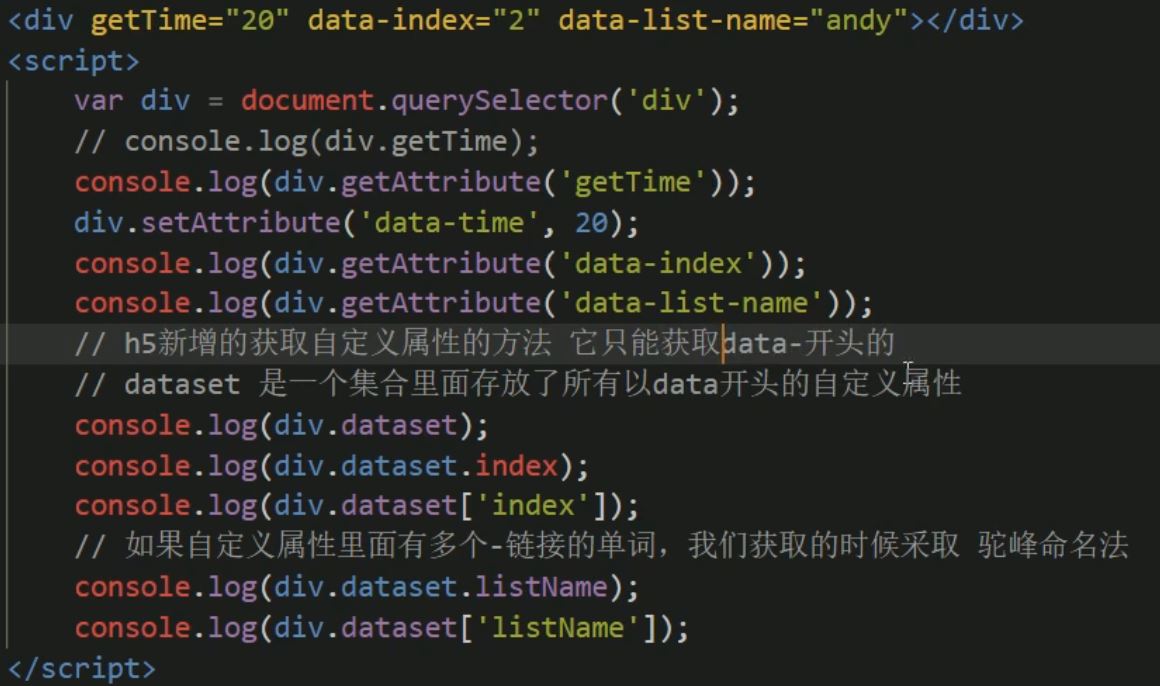 <div getTime="20" data-index="2" data-list-name="andy"></div>
<script>
var div = document.querySelector('div');
// console.log(div.getTime);
console.log(div.getAttribute('getTime'));
div.setAttribute('data-time', 20);
console.log(div.getAttribute('data-index'));
console.log(div.getAttribute('data-list-name'));
// h5新增的获取自定义属性的方法 它只能获取data-开头的
// dataset 是一个集合里面存放了所有以data开头的自定义属性
console.log(div.dataset);
console.log(div.dataset.index);
console.log(div.dataset['index']);
// 如果自定义属性里面有多个-链接的单词，我们获取的时候采取 驼峰命名法
console.log(div.dataset.listName);
console.log(div.dataset['listName']);
</script>